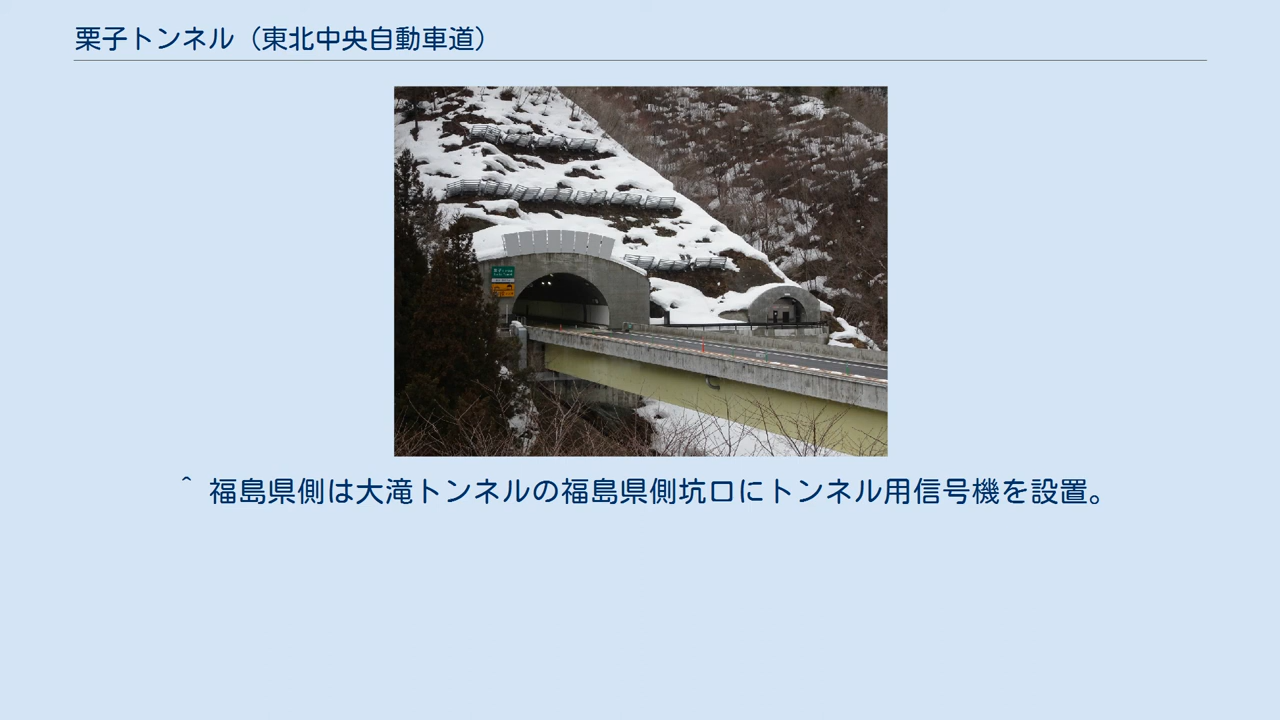 栗子トンネル（東北中央自動車道）
^ 福島県側は大滝トンネルの福島県側坑口にトンネル用信号機を設置。